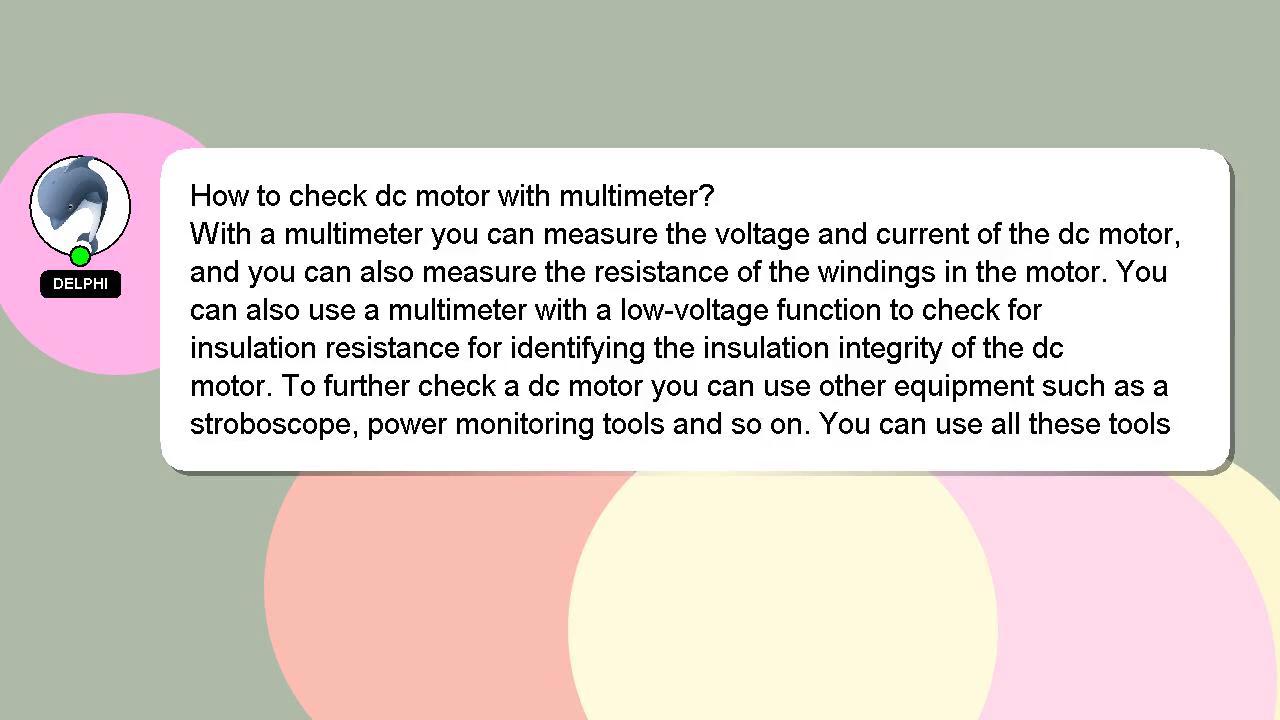 How to check dc motor with multimeter?
With a multimeter you can measure the voltage and current of the dc motor,
and you can also measure the resistance of the windings in the motor. You
can also use a multimeter with a low-voltage function to check for
insulation resistance for identifying the insulation integrity of the dc
motor. To further check a dc motor you can use other equipment such as a
stroboscope, power monitoring tools and so on. You can use all these tools
DELPHI